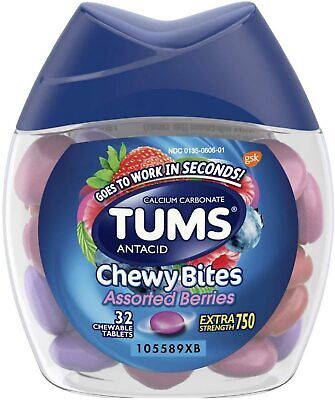 NDC 0135-0606-01
gsk
GOES TO WORK IN SECONDS!
CALCIUM CARBONATE
TUMS®
ANTACID
Chewy Bites
Assorted Berries
32
CHEWABLE
TABLETS
EXTRA 750
STRENGTH
105589XB